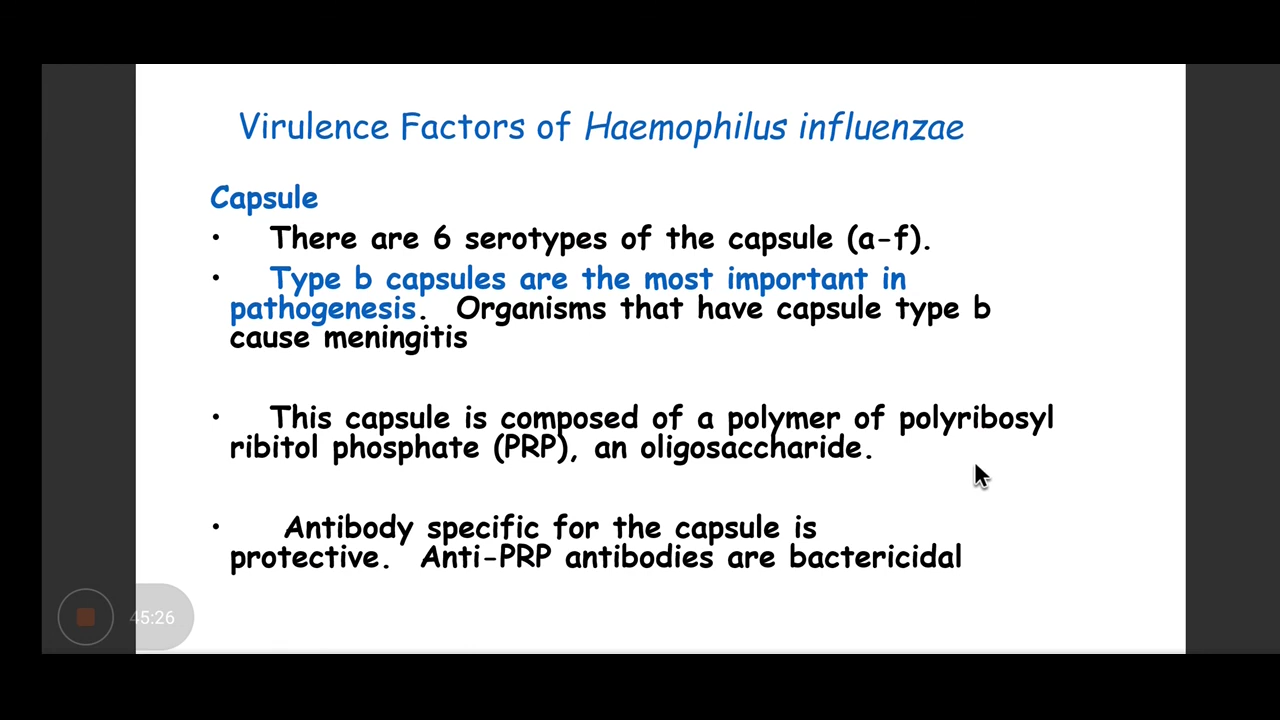 Virulence Factors of Haemophilus influenzae
Capsule
• There are 6 serotypes of the capsule (a-f).
• Type b capsules are the most important in
pathogenesis. Organisms that have capsule type b
cause meningitis
• This capsule is composed of a polymer of polyribosyl
ribitol phosphate (PRP), an oligosaccharide.
• Antibody specific for the capsule is
protective. Anti-PRP antibodies are bactericidal
45:26